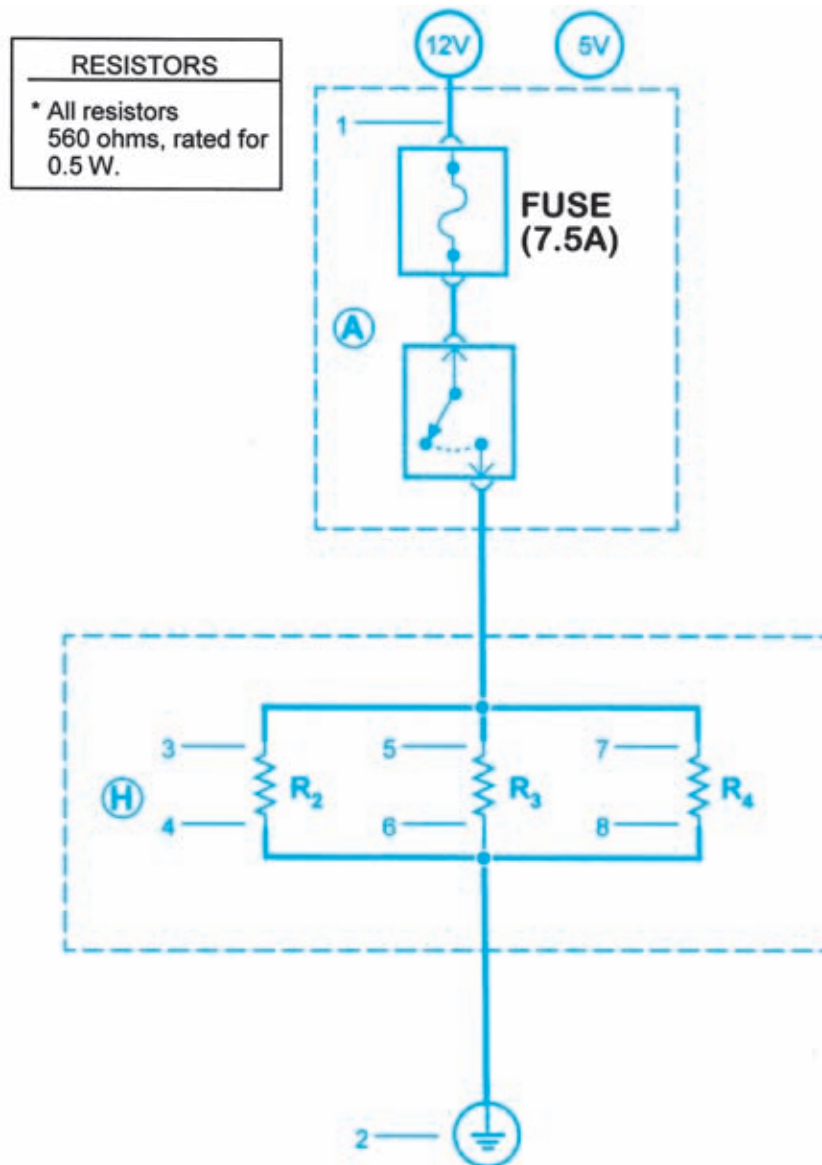 12V
5V
RESISTORS
* All resistors
560 ohms, rated for
0.5 W.
1
FUSE
(7.5A)
A
3
5
7
H
R2
R3
R4
4
6
8
2